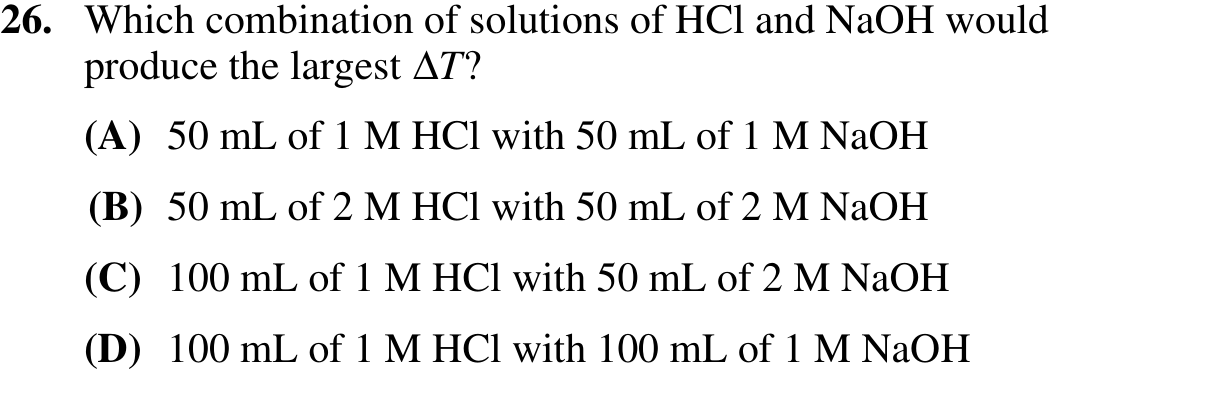 26. Which combination of solutions of HCl and NaOH would
produce the largest ΔT?
(A) 50 mL of 1 M HCl with 50 mL of 1 M NaOH
(B) 50 mL of 2 M HCl with 50 mL of 2 M NaOH
(C) 100 mL of 1 M HCl with 50 mL of 2 M NaOH
(D) 100 mL of 1 M HCl with 100 mL of 1 M NaOH